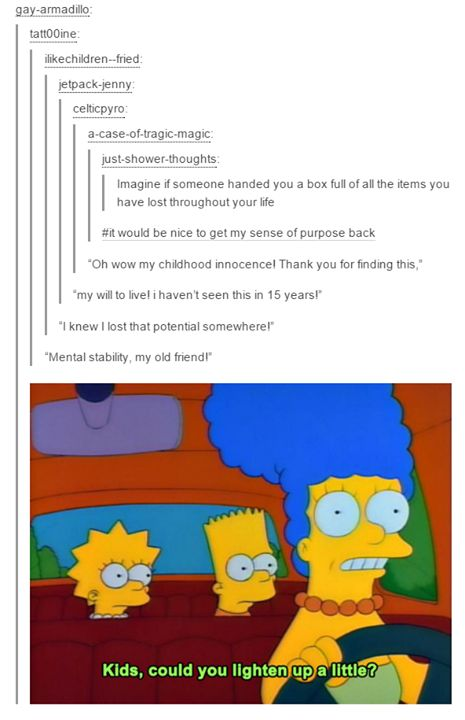 gay-armadillo:
tatt00ine:
ilikechildren--fried:
jetpack-jenny:
celticpyro:
a-case-of-tragic-magic:
just-shower-thoughts:
Imagine if someone handed you a box full of all the items you
have lost throughout your life
#it would be nice to get my sense of purpose back
“Oh wow my childhood innocence! Thank you for finding this,”
“my will to live! i haven’t seen this in 15 years!”
“I knew I lost that potential somewhere!”
“Mental stability, my old friend!”
Kids, could you lighten up a little?